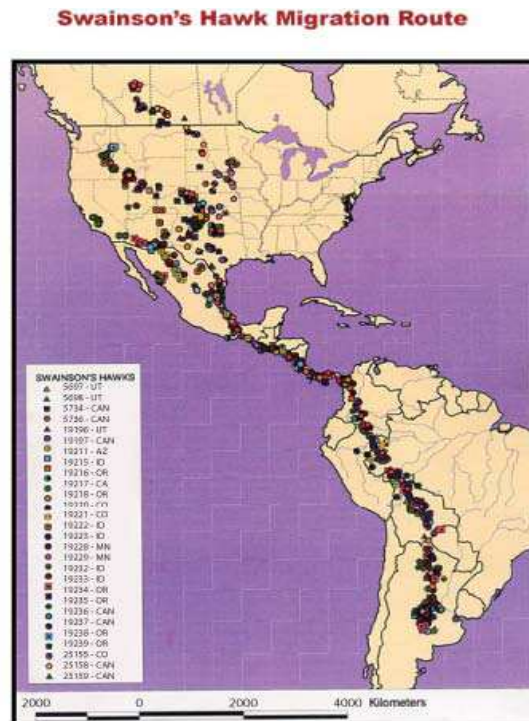 Swainson's Hawk Migration Route
SWAINSON'S HAWKS
5697 - UT
5698 - UT
5734 - CAN
5736 - CAN
19196 - UT
19197 - CAN
19211 - AZ
19215 - ID
19216 - OR
19217 - CA
19218 - OR
19220 - CO
19221 - CO
19222 - ID
19223 - ID
19228 - MN
19229 - MN
19232 - ID
19233 - ID
19234 - OR
19235 - OR
19236 - CAN
19237 - CAN
19238 - OR
19239 - OR
25155 - CO
25158 - CAN
25159 - CAN
2000 0 2000 4000 Kilometers